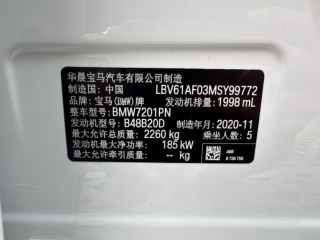 华晨宝马汽车有限公司制造
制造国：中国 LBV61AF03MSY99772
品牌：宝马(BMW)牌 发动机排量：1998 mL
整车型号：BMW7201PN
发动机型号：B48B20D 制造年月：2020-11
最大允许总质量：2260 kg 乘坐人数：5
发动机最大净功率：185 kW
最大允许牵引质量：-- kg